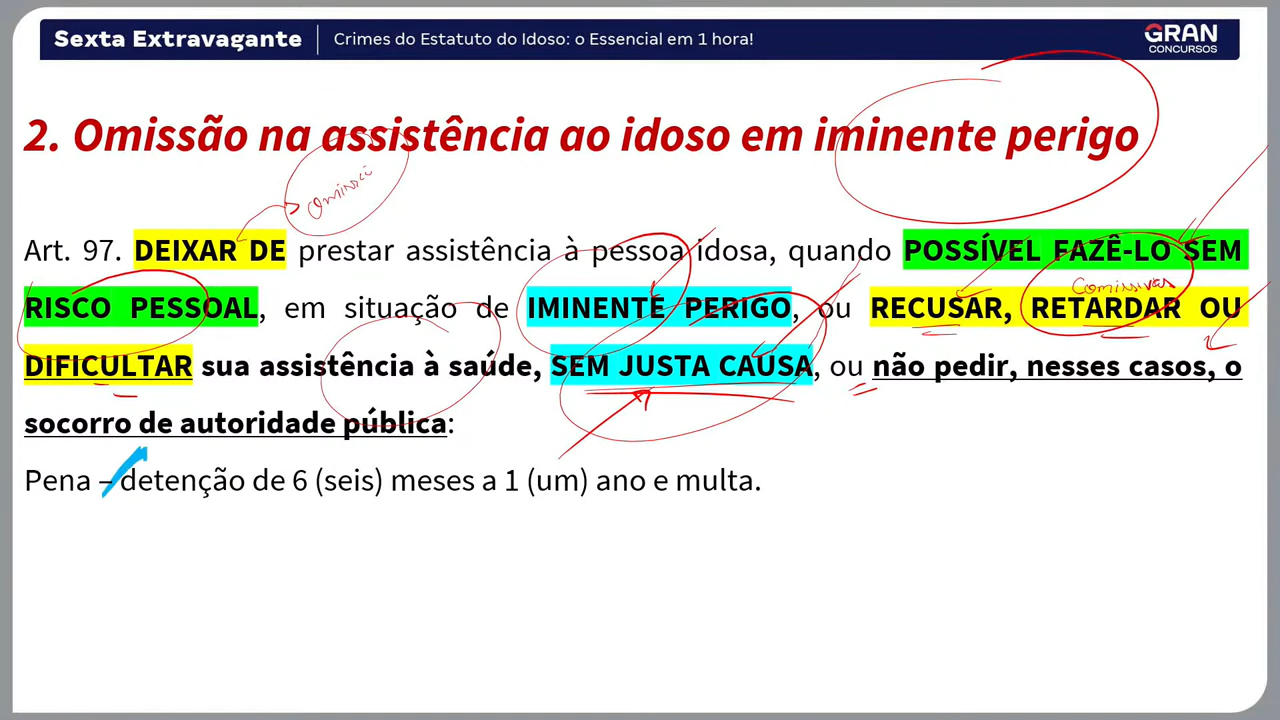 Sexta Extravagante | Crimes do Estatuto do Idoso: o Essencial em 1 hora!
GRAN
CONCURSOS
2. Omissão na assistência ao idoso em iminente perigo
Art. 97. DEIXAR DE prestar assistência à pessoa idosa, quando POSSÍVEL FAZÊ-LO SEM
RISCO PESSOAL, em situação de IMINENTE PERIGO, ou RECUSAR, RETARDAR OU
Comissivas
DIFICULTAR sua assistência à saúde, SEM JUSTA CAUSA, ou não pedir, nesses casos, o
socorro de autoridade pública:
Pena – detenção de 6 (seis) meses a 1 (um) ano e multa.